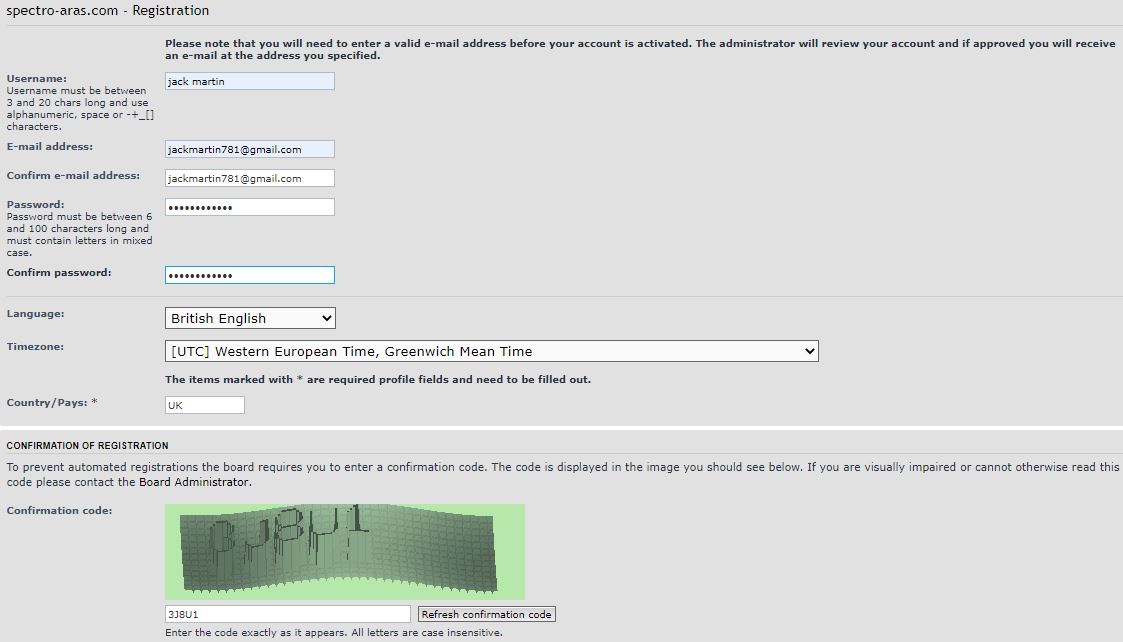 spectro-aras.com - Registration
Please note that you will need to enter a valid e-mail address before your account is activated. The administrator will review your account and if approved you will receive
an e-mail at the address you specified.
Username:
Username must be between
3 and 20 chars long and use
alphanumeric, space or -+_[]
characters.
jack martin
E-mail address:
jackmartin781@gmail.com
Confirm e-mail address:
jackmartin781@gmail.com
Password:
Password must be between 6
and 100 characters long and
must contain letters in mixed
case.
••••••••••••
Confirm password:
••••••••••••
Language:
British English
Timezone:
[UTC] Western European Time, Greenwich Mean Time
The items marked with * are required profile fields and need to be filled out.
Country/Pays: *
UK
CONFIRMATION OF REGISTRATION
To prevent automated registrations the board requires you to enter a confirmation code. The code is displayed in the image you should see below. If you are visually impaired or cannot otherwise read this
code please contact the Board Administrator.
Confirmation code:
3J8U1
Refresh confirmation code
Enter the code exactly as it appears. All letters are case insensitive.